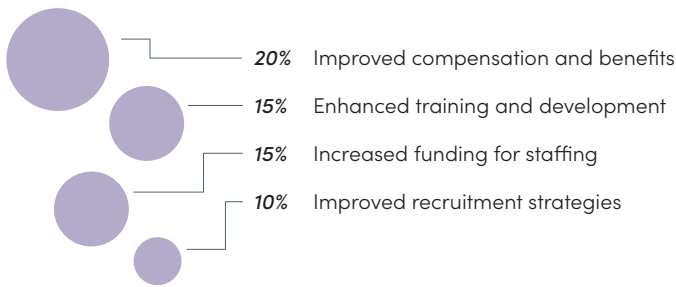 20% Improved compensation and benefits
15% Enhanced training and development
15% Increased funding for staffing
10% Improved recruitment strategies